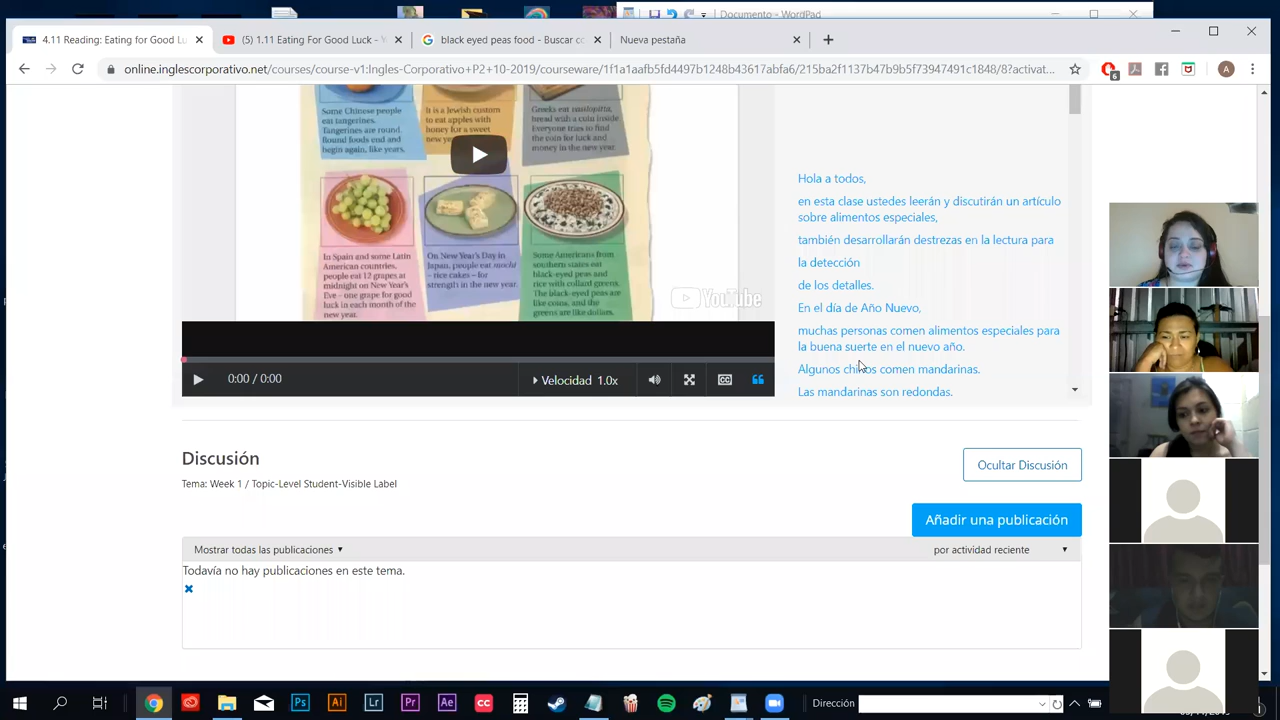 Documento - WordPad
4.11 Reading: Eating for Good Lu
(5) 1.11 Eating For Good Luck -
black eyed peas food - Buscar co
Nueva pestaña
online.inglescorporativo.net/courses/course-v1:Ingles-Corporativo+P2+10-2019/courseware/1f1a1aafb5fd4497b1248b43617abfa6/215ba2f1137b47b9b5f73947491c1848/8?activat...
6
A
Some Chinese people
eat tangerines.
Tangerines are round.
Round foods end and
begin again, like years.
It is a Jewish custom
to eat apples with
honey for a sweet
new year.
Greeks eat
bread with a coin inside.
Everyone tries to find
the coin for luck and
money in the new year.
In Spain and some Latin
American countries,
people eat 12 grapes at
midnight on New Year's
Eve – one grape for good
luck in each month of the
new year.
On New Year's Day in
Japan, people eat mochi
– rice cakes – for
strength in the new year.
Some Americans from
southern states eat
black-eyed peas and
rice with collard greens.
The black-eyed peas are
like coins, and the
greens are like dollars.
YouTube
0:00 / 0:00
Velocidad 1.0x
Hola a todos,
en esta clase ustedes leerán y discutirán un artículo
sobre alimentos especiales,
también desarrollarán destrezas en la lectura para
la detección
de los detalles.
En el día de Año Nuevo,
muchas personas comen alimentos especiales para
la buena suerte en el nuevo año.
Algunos chinos comen mandarinas.
Las mandarinas son redondas.
Discusión
Ocultar Discusión
Tema: Week 1 / Topic-Level Student-Visible Label
Añadir una publicación
Mostrar todas las publicaciones
por actividad reciente
Todavía no hay publicaciones en este tema.
Ps
Ai
Lr
Pr
Ae
Dirección